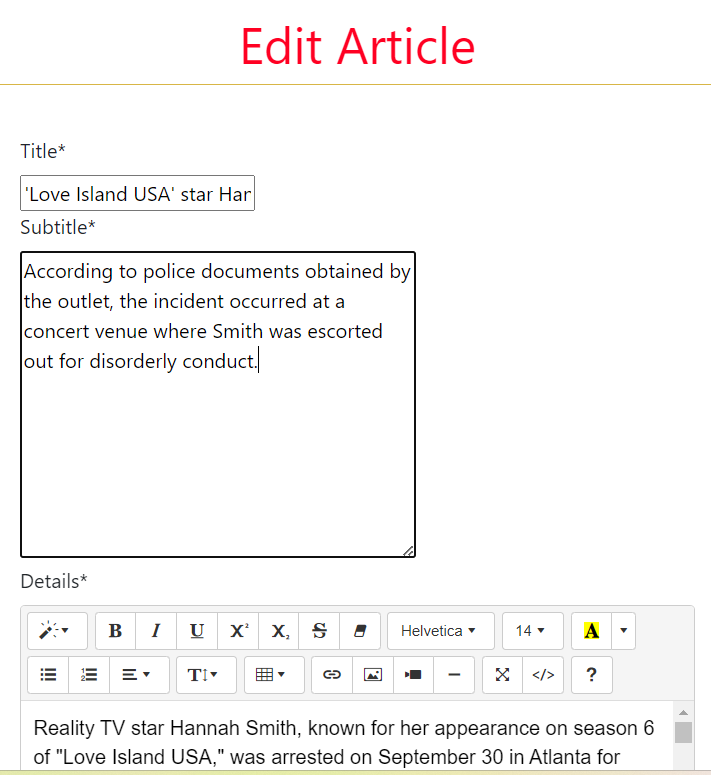 Edit Article
Title*
'Love Island USA' star Har
Subtitle*
According to police documents obtained by
the outlet, the incident occurred at a
concert venue where Smith was escorted
out for disorderly conduct.
Details*
B I U X² X₂ S Helvetica 14 A
T </> ?
Reality TV star Hannah Smith, known for her appearance on season 6
of "Love Island USA," was arrested on September 30 in Atlanta for